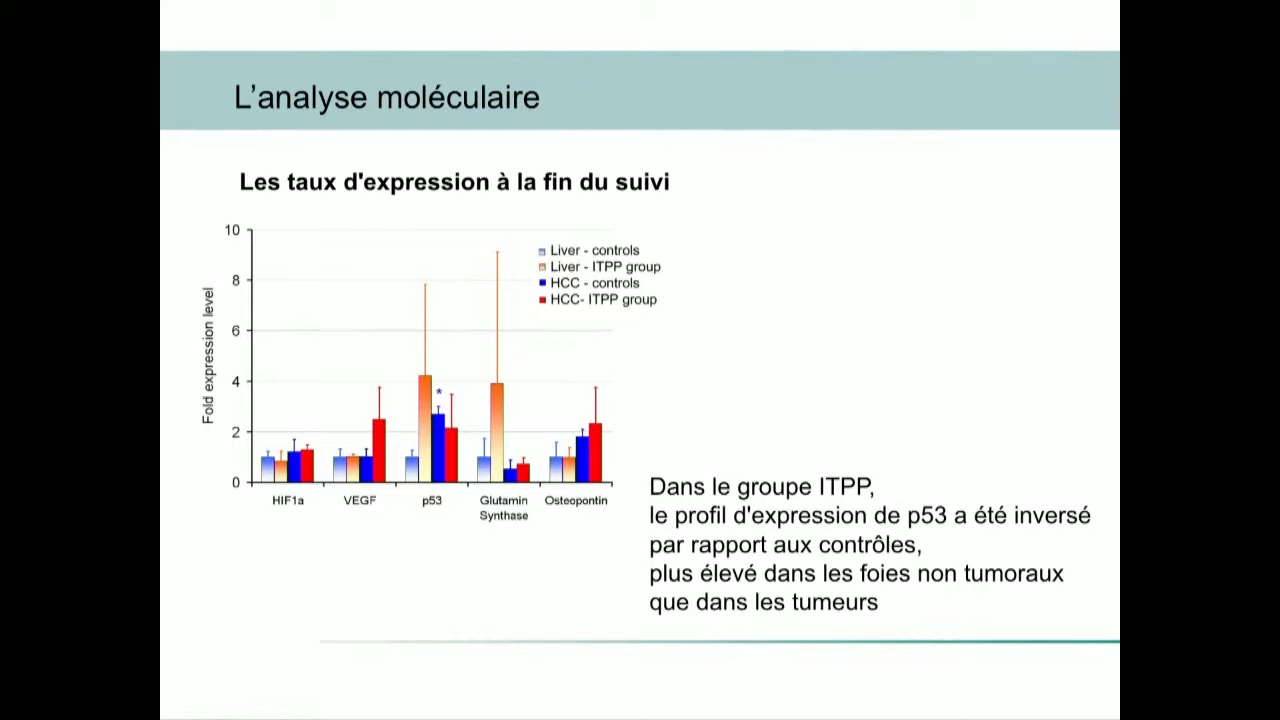 L'analyse moléculaire
Les taux d'expression à la fin du suivi
10
8
6
4
2
0
Fold expression level
Liver - controls
Liver - ITPP group
HCC - controls
HCC- ITPP group
*
HIF1a
VEGF
p53
Glutamin
Synthase
Osteopontin
Dans le groupe ITPP,
le profil d'expression de p53 a été inversé
par rapport aux contrôles,
plus élevé dans les foies non tumoraux
que dans les tumeurs